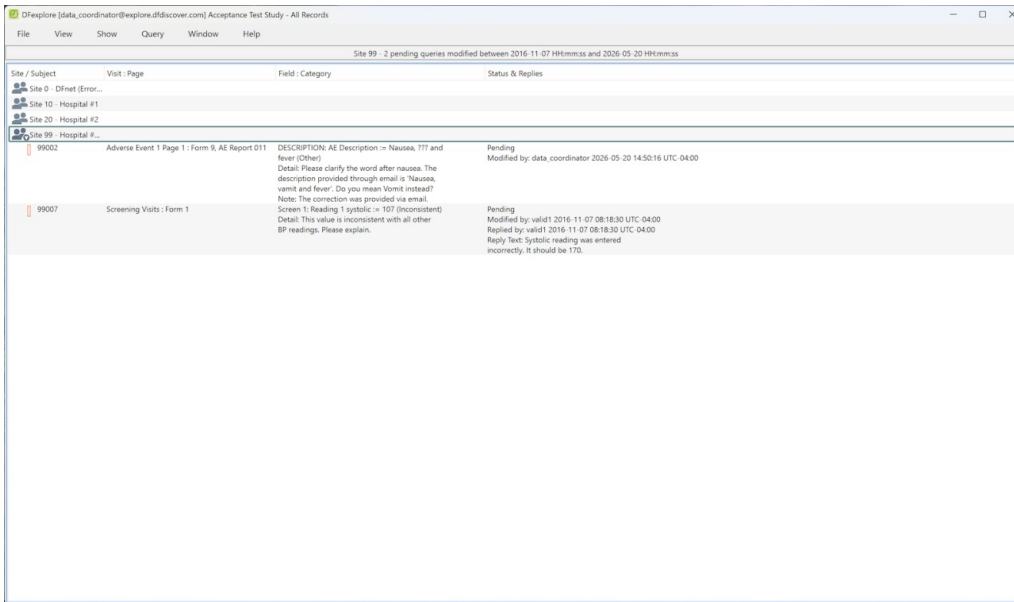 DFexplore [data_coordinator@explore.dfdiscover.com] Acceptance Test Study - All Records
File View Show Query Window Help
Site 99 - 2 pending queries modified between 2016-11-07 HH:mm:ss and 2026-05-20 HH:mm:ss
Site / Subject Visit : Page Field : Category Status & Replies
Site 0 - DFnet (Error...
Site 10 - Hospital #1
Site 20 - Hospital #2
Site 99 - Hospital #...
99002 Adverse Event 1 Page 1 : Form 9, AE Report 011 DESCRIPTION: AE Description := Nausea, ??? and Pending
fever (Other) Modified by: data_coordinator 2026-05-20 14:50:16 UTC-04:00
Detail: Please clarify the word after nausea. The
description provided through email is 'Nausea,
vamit and fever'. Do you mean Vomit instead?
Note: The correction was provided via email.
99007 Screening Visits : Form 1 Screen 1: Reading 1 systolic := 107 (Inconsistent) Pending
Detail: This value is inconsistent with all other Modified by: valid1 2016-11-07 08:18:30 UTC-04:00
BP readings. Please explain. Replied by: valid1 2016-11-07 08:18:30 UTC-04:00
Reply Text: Systolic reading was entered
incorrectly. It should be 170.